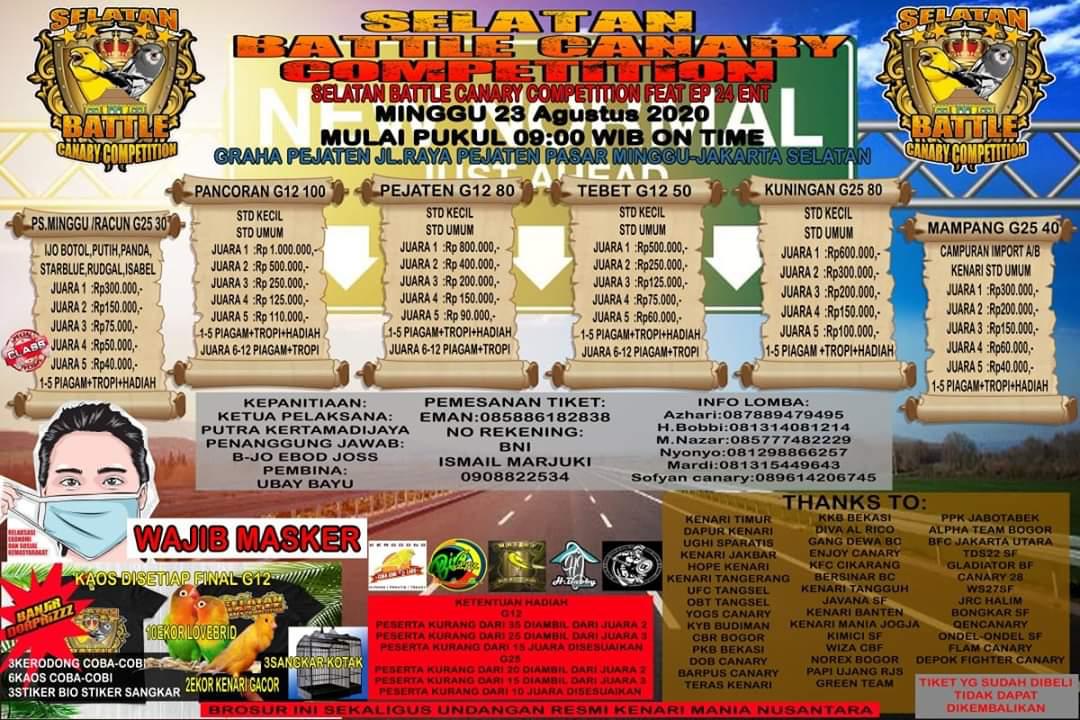 SELATAN
BATTLE
CANARY COMPETITION
SELATAN
BATTLE CANARY
COMPETITION
SELATAN BATTLE CANARY COMPETITION FEAT EP 24 ENT
MINGGU 23 Agustus 2020
MULAI PUKUL 09:00 WIB ON TIME
GRAHA PEJATEN JL.RAYA PEJATEN PASAR MINGGU-JAKARTA SELATAN
JUST AHEAD
SELATAN
BATTLE
CANARY COMPETITION
PS.MINGGU /RACUN G25 30
IJO BOTOL,PUTIH,PANDA,
STARBLUE,RUDGAL,ISABEL
JUARA 1 :Rp300.000,-
JUARA 2 :Rp150.000,-
JUARA 3 :Rp75.000,-
JUARA 4 :Rp50.000,-
JUARA 5 :Rp40.000,-
1-5 PIAGAM+TROPI+HADIAH
CLASS
PANCORAN G12 100
STD KECIL
STD UMUM
JUARA 1 :Rp 1.000.000,-
JUARA 2 :Rp 500.000,-
JUARA 3 :Rp 250.000,-
JUARA 4 :Rp 125.000,-
JUARA 5 :Rp 110.000,-
1-5 PIAGAM+TROPI+HADIAH
JUARA 6-12 PIAGAM+TROPI
PEJATEN G12 80
STD KECIL
STD UMUM
JUARA 1 :Rp 800.000,-
JUARA 2 :Rp 400.000,-
JUARA 3 :Rp 200.000,-
JUARA 4 :Rp 150.000,-
JUARA 5 :Rp 90.000,-
1-5 PIAGAM+TROPI+HADIAH
JUARA 6-12 PIAGAM+TROPI
TEBET G12 50
STD KECIL
STD UMUM
JUARA 1 :Rp500.000,-
JUARA 2 :Rp250.000,-
JUARA 3 :Rp125.000,-
JUARA 4 :Rp75.000,-
JUARA 5 :Rp60.000,-
1-5 PIAGAM+TROPI+HADIAH
JUARA 6-12 PIAGAM+TROPI
KUNINGAN G25 80
STD KECIL
STD UMUM
JUARA 1 :Rp600.000,-
JUARA 2 :Rp300.000,-
JUARA 3 :Rp200.000,-
JUARA 4 :Rp150.000,-
JUARA 5 :Rp100.000,-
1-5 PIAGAM +TROPI+HADIAH
MAMPANG G25 40
CAMPURAN IMPORT A/B
KENARI STD UMUM
JUARA 1 :Rp300.000,-
JUARA 2 :Rp200.000,-
JUARA 3 :Rp150.000,-
JUARA 4 :Rp60.000,-
JUARA 5 :Rp40.000,-
1-5 PIAGAM+TROPI+HADIAH
KEPANITIAAN:
KETUA PELAKSANA:
PUTRA KERTAMADIJAYA
PENANGGUNG JAWAB:
B-JO EBOD JOSS
PEMBINA:
UBAY BAYU
PEMESANAN TIKET:
EMAN:085886182838
NO REKENING:
BNI
ISMAIL MARJUKI
0908822534
INFO LOMBA:
Azhari:087889479495
H.Bobbi:081314081214
M.Nazar:085777482229
Nyonyo:081298866257
Mardi:081315449643
Sofyan canary:089614206745
RELAKSASI
EKONOMI
DAN SOSIAL
BEMASYARAKAT
WAJIB MASKER
KAOS DISETIAP FINAL G12
BANJIR
DORPRIZZZ
SELATAN
BATTLE
SELATAN
10EKOR LOVEBRID
3SANGKAR-KOTAK
2EKOR KENARI GACOR
3KERODONG COBA-COBI
6KAOS COBA-COBI
3STIKER BIO STIKER SANGKAR
KERODONG
H.Bobby
KETENTUAN HADIAH
G12
PESERTA KURANG DARI 35 DIAMBIL DARI JUARA 2
PESERTA KURANG DARI 25 DIAMBIL DARI JUARA 3
PESERTA KURANG DARI 15 JUARA DISESUAIKAN
G25
PESERTA KURANG DARI 20 DIAMBIL DARI JUARA 2
PESERTA KURANG DARI 15 DIAMBIL DARI JUARA 3
PESERTA KURANG DARI 10 JUARA DISESUAIKAN
THANKS TO:
KENARI TIMUR
DAPUR KENARI
UGHI SPARATIS
KENARI JAKBAR
HOPE KENARI
KENARI TANGERANG
UFC TANGSEL
OBT TANGSEL
YOGS CANARY
KYB BUDIMAN
CBR BOGOR
PKB BEKASI
DOB CANARY
BARPUS CANARY
TERAS KENARI
KKB BEKASI
DIVA AL RICO
GANG DEWA BC
ENJOY CANARY
KFC CIKARANG
BERSINAR BC
KENARI TANGGUH
JAVANA SF
KENARI BANTEN
KENARI MANIA JOGJA
KIMICI SF
WIZA CBF
NOREX BOGOR
PAPI UJANG RJS
GREEN TEAM
PPK JABOTABEK
ALPHA TEAM BOGOR
BFC JAKARTA UTARA
TDS22 SF
GLADIATOR BF
CANARY 28
WS27SF
JRC HALIM
BONGKAR SF
QENCANARY
ONDEL-ONDEL SF
FLAM CANARY
DEPOK FIGHTER CANARY
TIKET YG SUDAH DIBELI
TIDAK DAPAT
DIKEMBALIKAN
BROSUR INI SEKALIGUS UNDANGAN RESMI KENARI MANIA NUSANTARA